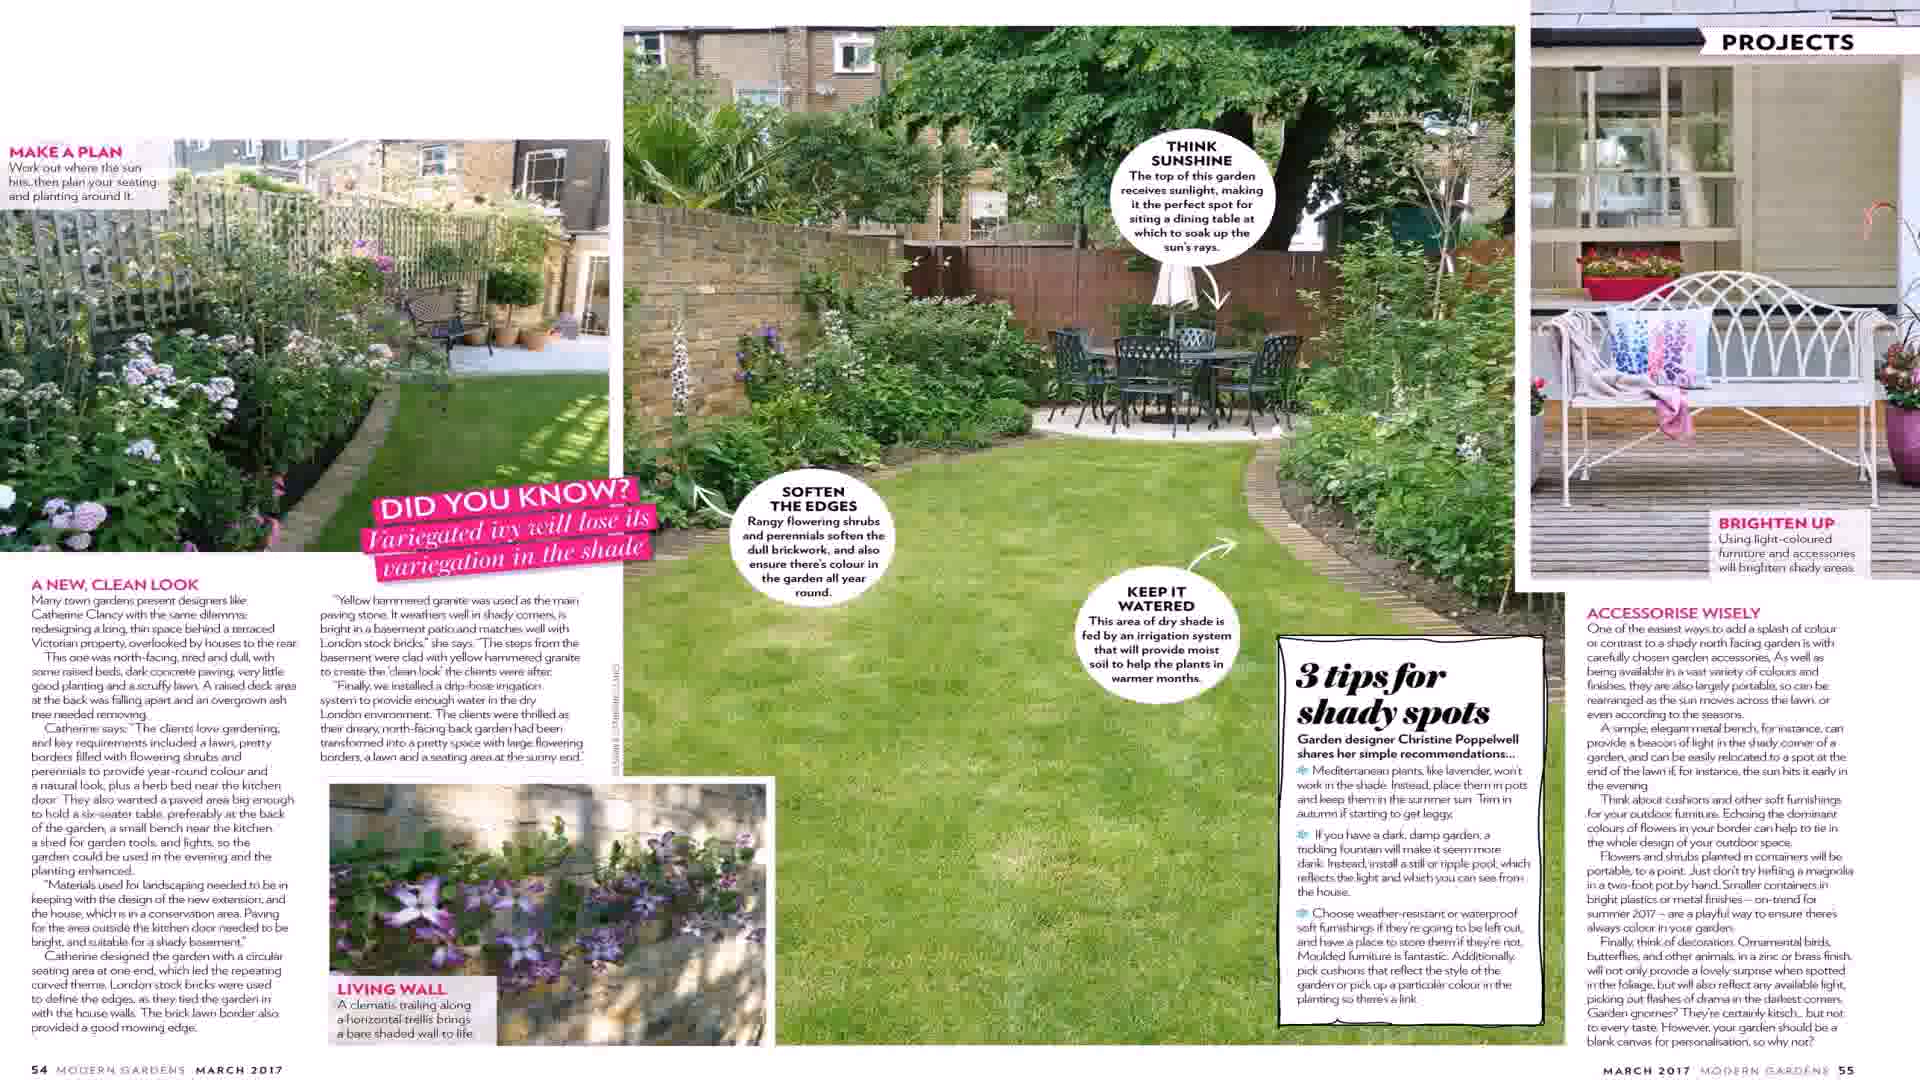 PROJECTS
MAKE A PLAN
Work out where the sun
hits, then plan your seating
and planting around it.
DID YOU KNOW?
Variegated ivy will lose its
variegation in the shade
A NEW, CLEAN LOOK
Many town gardens present designers like
Catherine Clancy with the same dilemma:
redesigning a long, thin space behind a terraced
Victorian property, overlooked by houses to the rear.
This one was north-facing, tired and dull, with
some raised beds, dark concrete paving, very little
good planting and a scruffy lawn. A raised deck area
at the back was falling apart and an overgrown ash
tree needed removing.
Catherine says: "The clients love gardening,
and key requirements included a lawn, pretty
borders filled with flowering shrubs and
perennials to provide year-round colour and
a natural look, plus a herb bed near the kitchen
door. They also wanted a paved area big enough
to hold a six-seater table, preferably at the back
of the garden, a small bench near the kitchen,
a shed for garden tools, and lights, so the
garden could be used in the evening and the
planting enhanced.
"Materials used for landscaping needed to be in
keeping with the design of the new extension, and
the house, which is in a conservation area. Paving
for the area outside the kitchen door needed to be
bright, and suitable for a shady basement."
Catherine designed the garden with a circular
seating area at one end, which led the repeating
curved theme. London stock bricks were used
to define the edges, as they tied the garden in
with the house walls. The brick lawn border also
provided a good mowing edge.
"Yellow hammered granite was used as the main
paving stone. It weathers well in shady corners, is
bright in a basement patio and matches well with
London stock bricks," she says. "The steps from the
basement were clad with yellow hammered granite
to create the 'clean look' the clients were after.
"Finally, we installed a drip-hose irrigation
system to provide enough water in the dry
London environment. The clients were thrilled as
their dreary, north-facing back garden had been
transformed into a pretty space with large flowering
borders, a lawn and a seating area at the sunny end."
LIVING WALL
A clematis trailing along
a horizontal trellis brings
a bare shaded wall to life
THINK
SUNSHINE
The top of this garden
receives sunlight, making
it the perfect spot for
siting a dining table at
which to soak up the
sun's rays.
SOFTEN
THE EDGES
Rangy flowering shrubs
and perennials soften the
dull brickwork, and also
ensure there's colour in
the garden all year
round.
KEEP IT
WATERED
This area of dry shade is
fed by an irrigation system
that will provide moist
soil to help the plants in
warmer months.
3 tips for
shady spots
Garden designer Christine Poppelwell
shares her simple recommendations...
Mediterranean plants, like lavender, won't
work in the shade. Instead, place them in pots
and keep them in the summer sun. Trim in
autumn if starting to get leggy.
If you have a dark, damp garden, a
trickling fountain will make it seem more
dank. Instead, install a still or ripple pool, which
reflects the light and which you can see from
the house.
Choose weather-resistant or waterproof
soft furnishings if they're going to be left out,
and have a place to store them if they're not.
Moulded furniture is fantastic. Additionally,
pick cushions that reflect the style of the
garden or pick up a particular colour in the
planting so there's a link.
BRIGHTEN UP
Using light-coloured
furniture and accessories
will brighten shady areas
ACCESSORISE WISELY
One of the easiest ways to add a splash of colour
or contrast to a shady north facing garden is with
carefully chosen garden accessories. As well as
being available in a vast variety of colours and
finishes, they are also largely portable, so can be
rearranged as the sun moves across the lawn, or
even according to the seasons.
A simple, elegant metal bench, for instance, can
provide a beacon of light in the shady corner of a
garden, and can be easily relocated to a spot at the
end of the lawn if, for instance, the sun hits it early in
the evening.
Think about cushions and other soft furnishings
for your outdoor furniture. Echoing the dominant
colours of flowers in your border can help to tie in
the whole design of your outdoor space.
Flowers and shrubs planted in containers will be
portable, to a point. Just don't try hefting a magnolia
in a two-foot pot by hand. Smaller containers in
bright plastics or metal finishes – on-trend for
summer 2017 – are a playful way to ensure there's
always colour in your garden.
Finally, think of decoration. Ornamental birds,
butterflies, and other animals, in a zinc or brass finish,
will not only provide a lovely surprise when spotted
in the foliage, but will also reflect any available light,
picking out flashes of drama in the darkest corners.
Garden gnomes? They're certainly kitsch... but not
to every taste. However, your garden should be a
blank canvas for personalisation, so why not?
54 MODERN GARDENS MARCH 2017
MARCH 2017 MODERN GARDENS 55